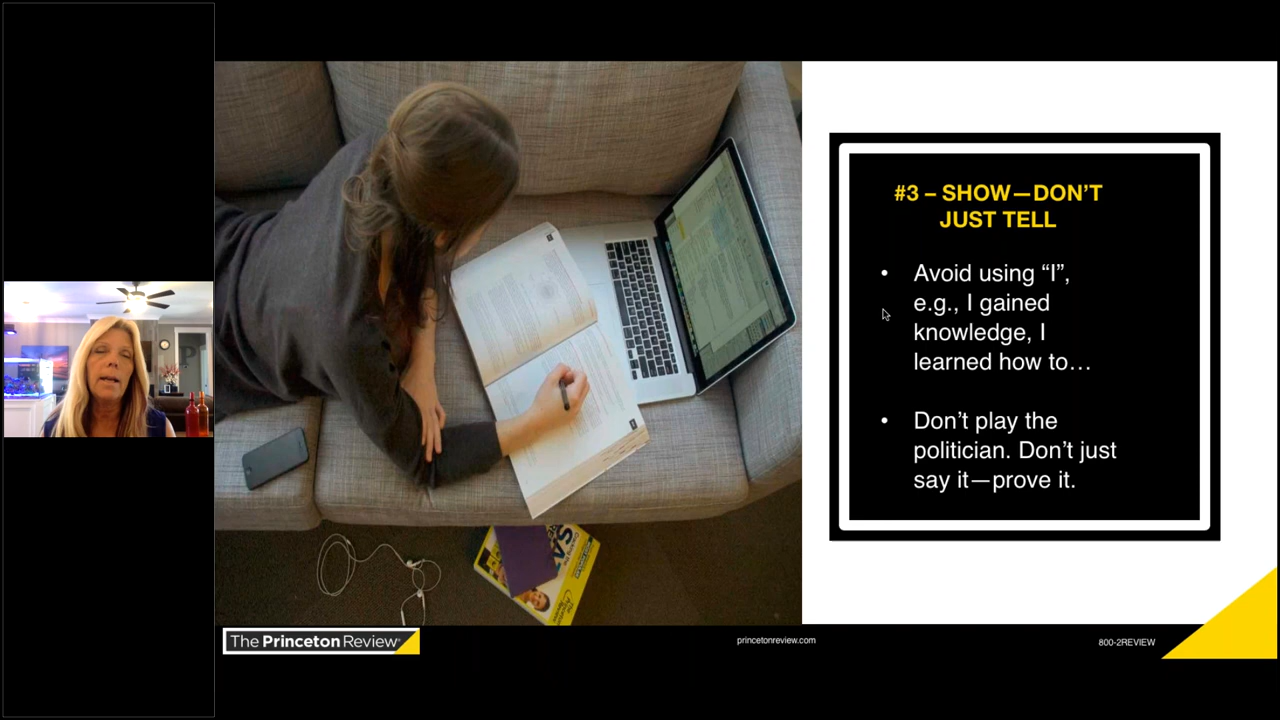 #3 – SHOW—DON’T
JUST TELL
• Avoid using “I”,
e.g., I gained
knowledge, I
learned how to…
• Don’t play the
politician. Don’t just
say it—prove it.
The Princeton Review
princetonreview.com
800-2REVIEW